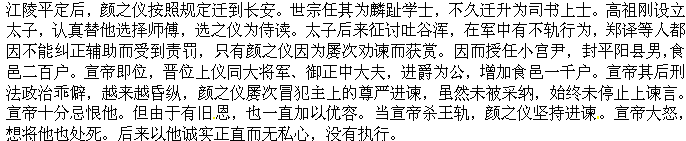 江陵平定后，颜之仪按照规定迁到长安。世宗任其为麟趾学士，不久迁升为司书上士。高祖刚设立
太子，认真替他选择师傅，选之仪为侍读。太子后来征讨吐谷浑，在军中有不轨行为，郑译等人都
因不能纠正辅助而受到责罚，只有颜之仪因为屡次劝谏而获赏。因而授任小宫尹，封平阳县男，食
邑二百户。宣帝即位，晋位上仪同大将军、御正中大夫，进爵为公，增加食邑一千户。宣帝其后刑
法政治乖僻，越来越昏纵，颜之仪屡次冒犯主上的尊严进谏，虽然未被采纳，始终未停止上谏言。
宣帝十分忌恨他。但由于有旧恩，也一直加以优容。当宣帝杀王轨，颜之仪坚持进谏。宣帝大怒，
想将他也处死。后来以他诚实正直而无私心，没有执行。